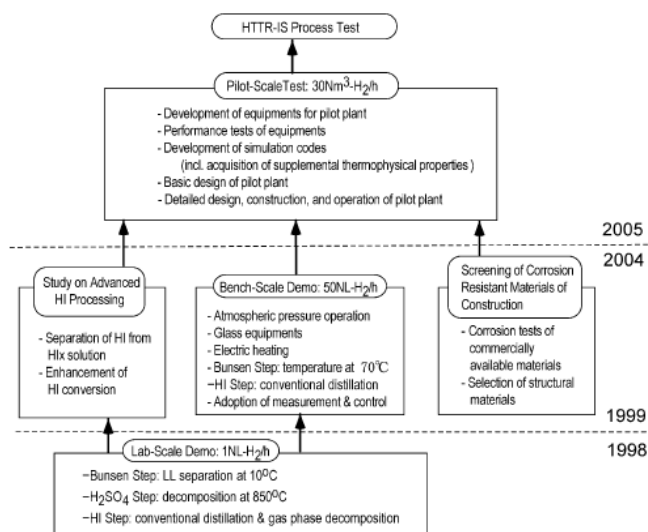 HTTR-IS Process Test
Pilot-ScaleTest: 30Nm³-H₂/h
- Development of equipments for pilot plant
- Performance tests of equipments
- Development of simulation codes
(incl. acquisition of supplemental thermophysical properties )
- Basic design of pilot plant
- Detailed design, construction, and operation of pilot plant
2005
2004
Study on Advanced
HI Processing
- Separation of HI from
HIx solution
- Enhancement of
HI conversion
Bench-Scale Demo: 50NL-H₂/h
- Atmospheric pressure operation
- Glass equipments
- Electric heating
- Bunsen Step: temperature at 70℃
−HI Step: conventional distillation
- Adoption of measurement & control
Screening of Corrosion
Resistant Materials of
Construction
- Corrosion tests of
commercially
available materials
- Selection of structural
materials
1999
1998
Lab-Scale Demo: 1NL-H₂/h
−Bunsen Step: LL separation at 10⁰C
−H₂SO₄ Step: decomposition at 850⁰C
−HI Step: conventional distillation & gas phase decomposition